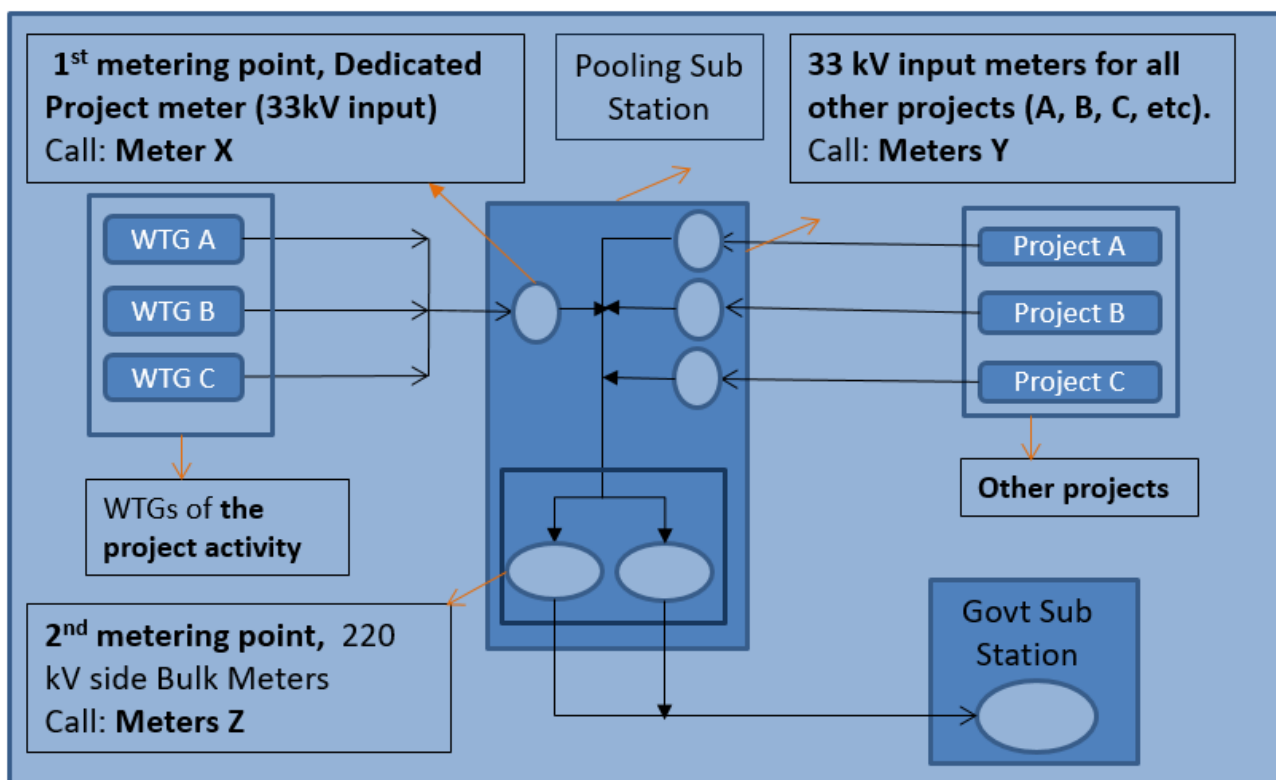 1st metering point, Dedicated
Project meter (33kV input)
Call: Meter X
Pooling Sub
Station
33 kV input meters for all
other projects (A, B, C, etc).
Call: Meters Y
WTG A
WTG B
WTG C
Project A
Project B
Project C
WTGs of the
project activity
Other projects
2nd metering point, 220
kV side Bulk Meters
Call: Meters Z
Govt Sub
Station